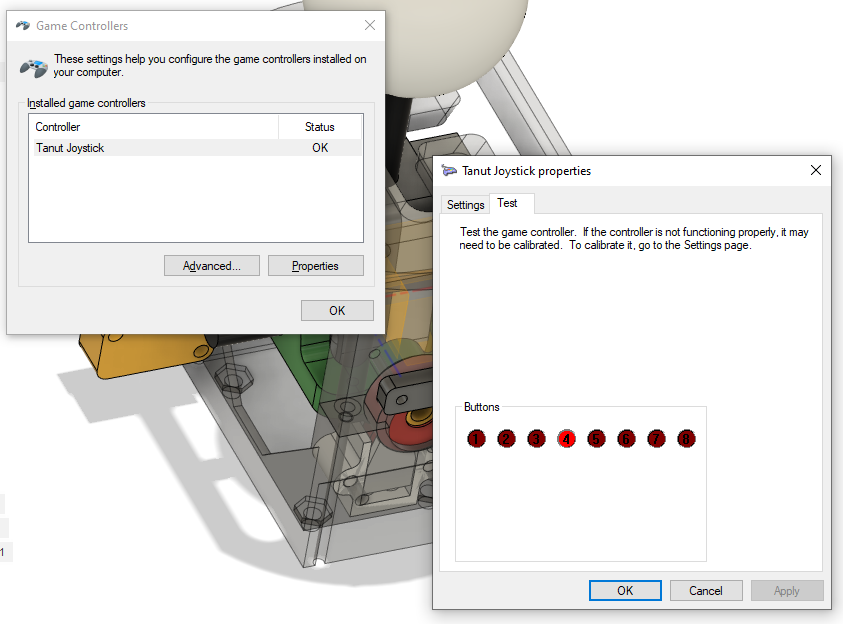 Game Controllers
These settings help you configure the game controllers installed on
your computer.
Installed game controllers
Controller Status
Tanut Joystick OK
Advanced... Properties
OK
Tanut Joystick properties
Settings Test
Test the game controller. If the controller is not functioning properly, it may
need to be calibrated. To calibrate it, go to the Settings page.
Buttons
1 2 3 4 5 6 7 8
OK Cancel Apply
1